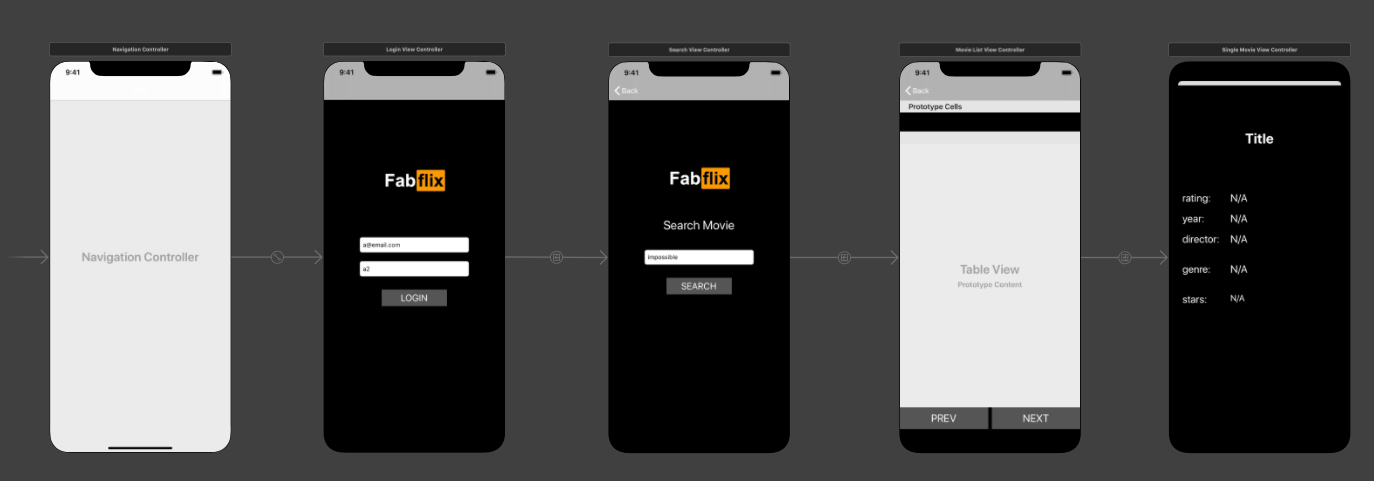 Navigation Controller
9:41
Navigation Controller
Login View Controller
9:41
Fabflix
a@email.com
a2
LOGIN
Search View Controller
9:41
Back
Fabflix
Search Movie
impossible
SEARCH
Movie List View Controller
9:41
Back
Prototype Cells
Table View
Prototype Content
PREV NEXT
Single Movie View Controller
Title
rating: N/A
year: N/A
director: N/A
genre: N/A
stars: N/A